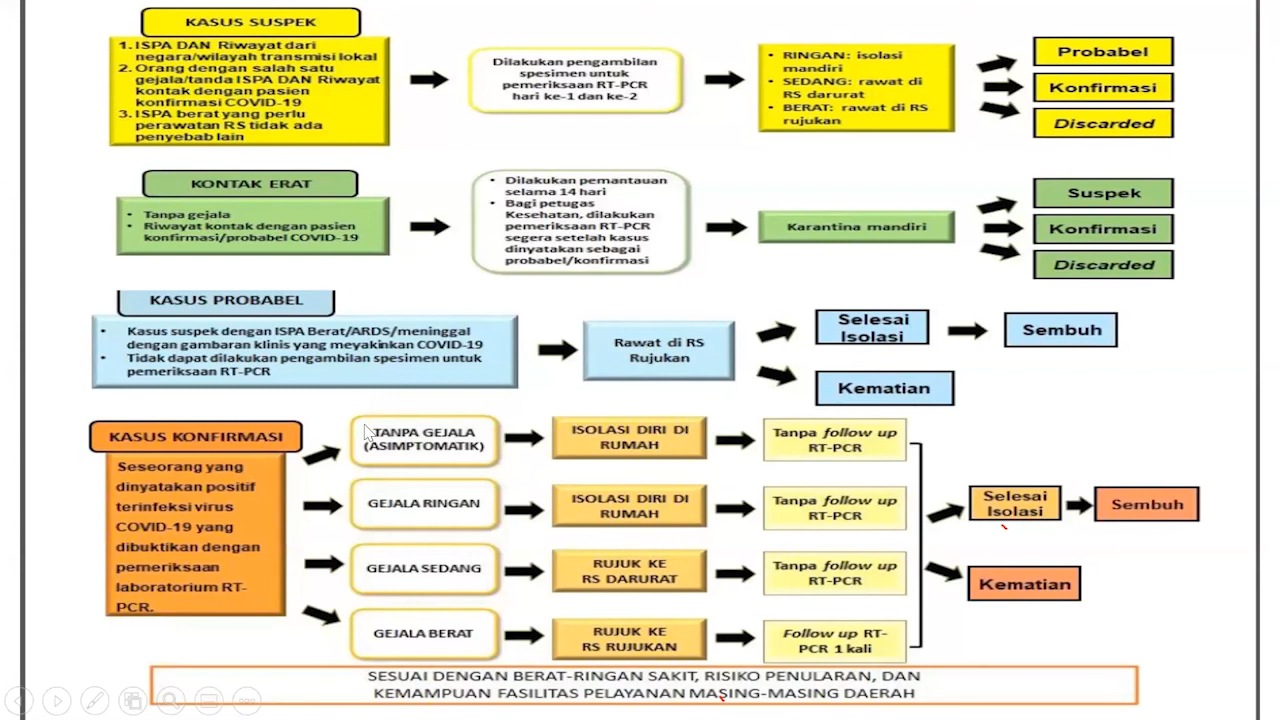 KASUS SUSPEK
1. ISPA DAN Riwayat dari
negara/wilayah transmisi lokal
2. Orang dengan salah satu
gejala/tanda ISPA DAN Riwayat
kontak dengan pasien
konfirmasi COVID-19
3. ISPA berat yang perlu
perawatan RS tidak ada
penyebab lain
Dilakukan pengambilan
spesimen untuk
pemeriksaan RT-PCR
hari ke-1 dan ke-2
• RINGAN: isolasi
mandiri
• SEDANG: rawat di
RS darurat
• BERAT: rawat di RS
rujukan
Probabel
Konfirmasi
Discarded
KONTAK ERAT
• Tanpa gejala
• Riwayat kontak dengan pasien
konfirmasi/probabel COVID-19
• Dilakukan pemantauan
selama 14 hari
• Bagi petugas
Kesehatan, dilakukan
pemeriksaan RT-PCR
segera setelah kasus
dinyatakan sebagai
probabel/konfirmasi
Karantina mandiri
Suspek
Konfirmasi
Discarded
KASUS PROBABEL
• Kasus suspek dengan ISPA Berat/ARDS/meninggal
dengan gambaran klinis yang meyakinkan COVID-19
• Tidak dapat dilakukan pengambilan spesimen untuk
pemeriksaan RT-PCR
Rawat di RS
Rujukan
Selesai
Isolasi
Sembuh
Kematian
KASUS KONFIRMASI
Seseorang yang
dinyatakan positif
terinfeksi virus
COVID-19 yang
dibuktikan dengan
pemeriksaan
laboratorium RT-
PCR.
TANPA GEJALA
(ASIMPTOMATIK)
ISOLASI DIRI DI
RUMAH
Tanpa follow up
RT-PCR
GEJALA RINGAN
ISOLASI DIRI DI
RUMAH
Tanpa follow up
RT-PCR
GEJALA SEDANG
RUJUK KE
RS DARURAT
Tanpa follow up
RT-PCR
GEJALA BERAT
RUJUK KE
RS RUJUKAN
Follow up RT-
PCR 1 kali
Selesai
Isolasi
Sembuh
Kematian
SESUAI DENGAN BERAT-RINGAN SAKIT, RISIKO PENULARAN, DAN
KEMAMPUAN FASILITAS PELAYANAN MASING-MASING DAERAH